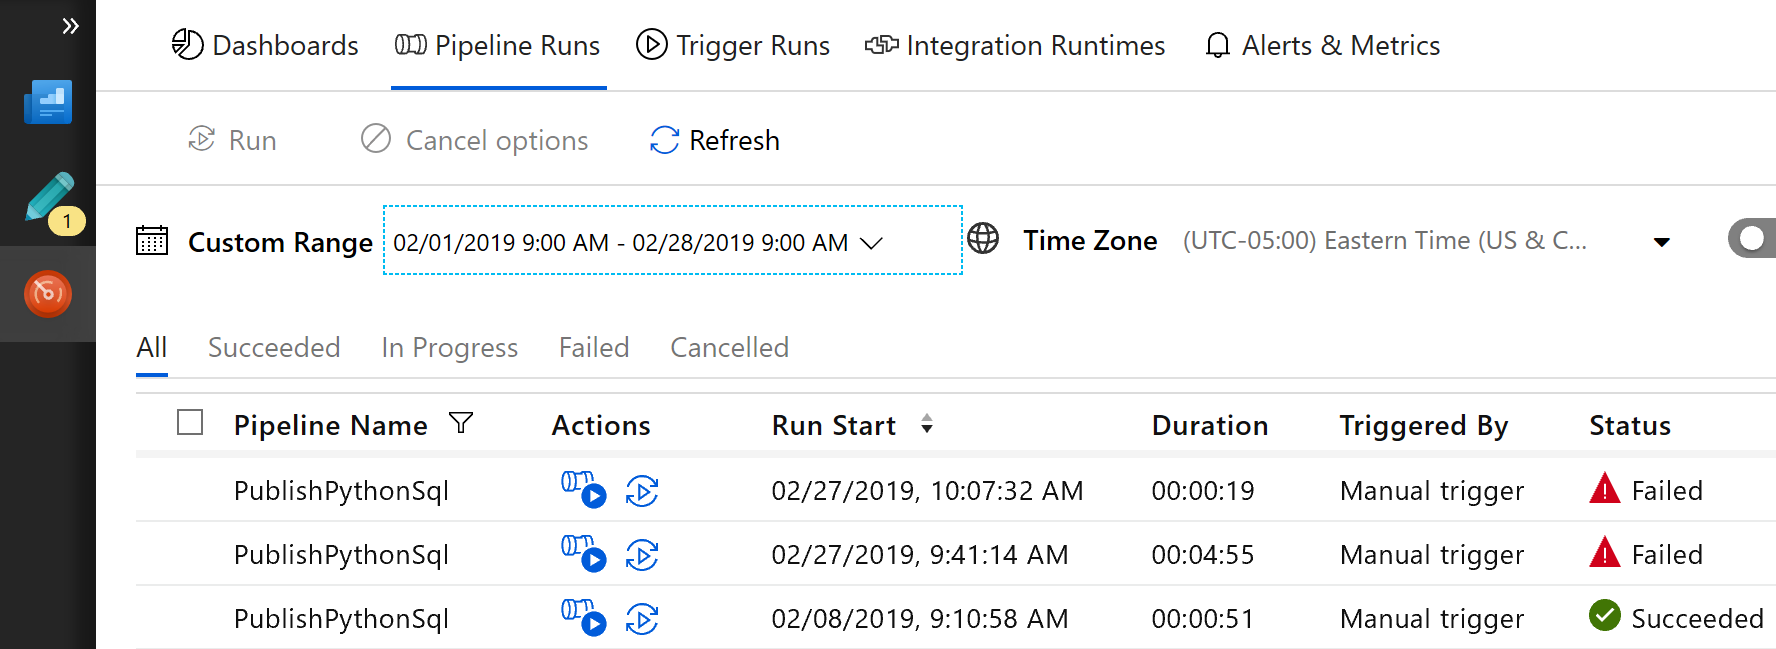 Dashboards Pipeline Runs Trigger Runs Integration Runtimes Alerts & Metrics
Run Cancel options Refresh
1
Custom Range 02/01/2019 9:00 AM - 02/28/2019 9:00 AM Time Zone (UTC-05:00) Eastern Time (US & C...
All Succeeded In Progress Failed Cancelled
Pipeline Name Actions Run Start Duration Triggered By Status
PublishPythonSql 02/27/2019, 10:07:32 AM 00:00:19 Manual trigger Failed
PublishPythonSql 02/27/2019, 9:41:14 AM 00:04:55 Manual trigger Failed
PublishPythonSql 02/08/2019, 9:10:58 AM 00:00:51 Manual trigger Succeeded